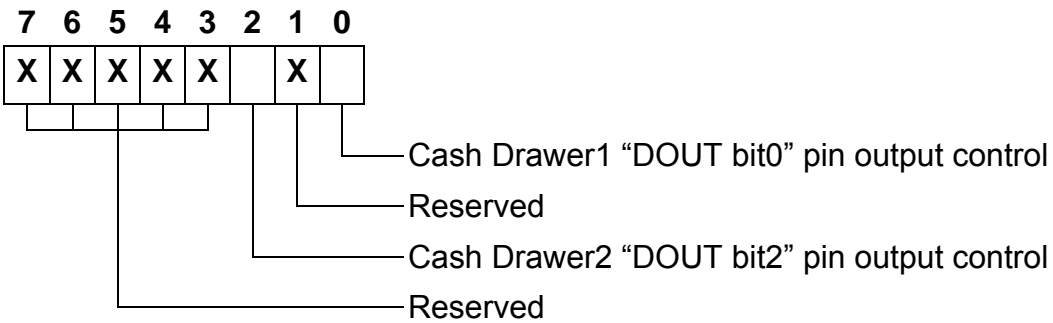 7 6 5 4 3 2 1 0
X X X X X X
Cash Drawer1 “DOUT bit0” pin output control
Reserved
Cash Drawer2 “DOUT bit2” pin output control
Reserved